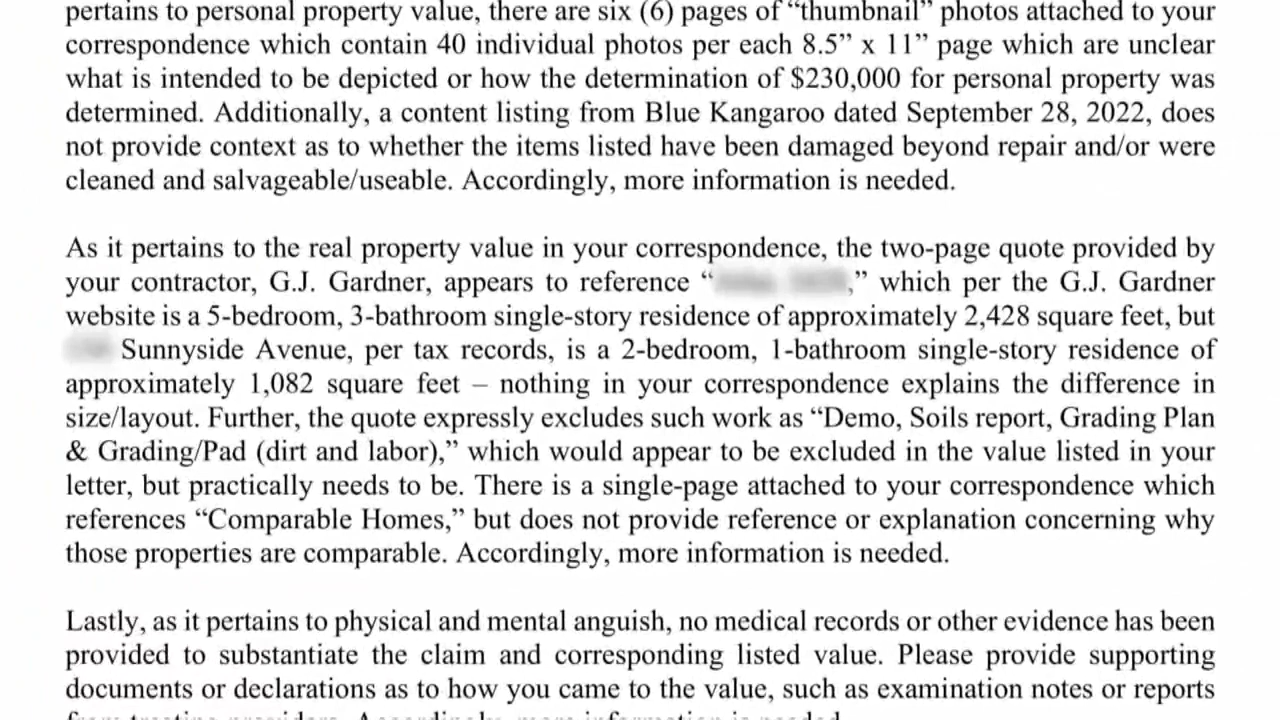 pertains to personal property value, there are six (6) pages of “thumbnail” photos attached to your
correspondence which contain 40 individual photos per each 8.5” x 11” page which are unclear
what is intended to be depicted or how the determination of $230,000 for personal property was
determined. Additionally, a content listing from Blue Kangaroo dated September 28, 2022, does
not provide context as to whether the items listed have been damaged beyond repair and/or were
cleaned and salvageable/useable. Accordingly, more information is needed.
As it pertains to the real property value in your correspondence, the two-page quote provided by
your contractor, G.J. Gardner, appears to reference “ ,” which per the G.J. Gardner
website is a 5-bedroom, 3-bathroom single-story residence of approximately 2,428 square feet, but
Sunnyside Avenue, per tax records, is a 2-bedroom, 1-bathroom single-story residence of
approximately 1,082 square feet – nothing in your correspondence explains the difference in
size/layout. Further, the quote expressly excludes such work as “Demo, Soils report, Grading Plan
& Grading/Pad (dirt and labor),” which would appear to be excluded in the value listed in your
letter, but practically needs to be. There is a single-page attached to your correspondence which
references “Comparable Homes,” but does not provide reference or explanation concerning why
those properties are comparable. Accordingly, more information is needed.
Lastly, as it pertains to physical and mental anguish, no medical records or other evidence has been
provided to substantiate the claim and corresponding listed value. Please provide supporting
documents or declarations as to how you came to the value, such as examination notes or reports